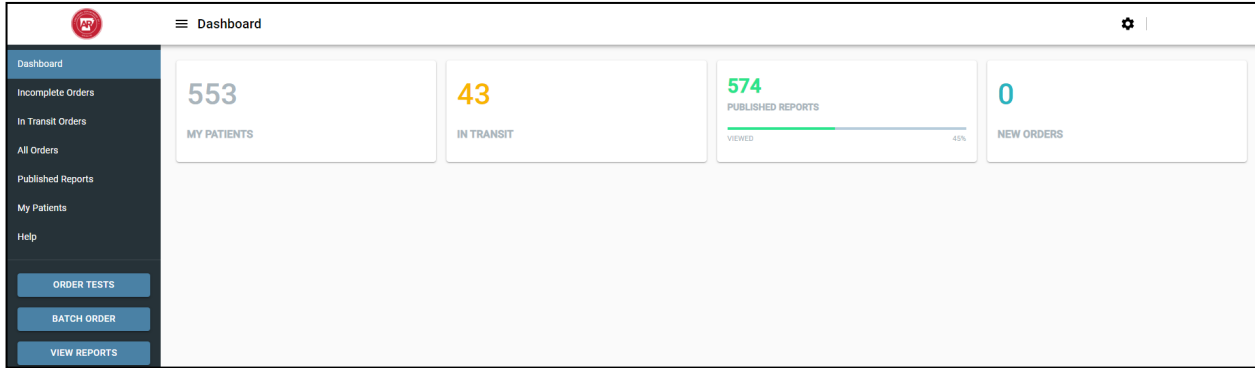 AR
Dashboard
Dashboard
Incomplete Orders
In Transit Orders
All Orders
Published Reports
My Patients
Help
ORDER TESTS
BATCH ORDER
VIEW REPORTS
553
MY PATIENTS
43
IN TRANSIT
574
PUBLISHED REPORTS
VIEWED 45%
0
NEW ORDERS